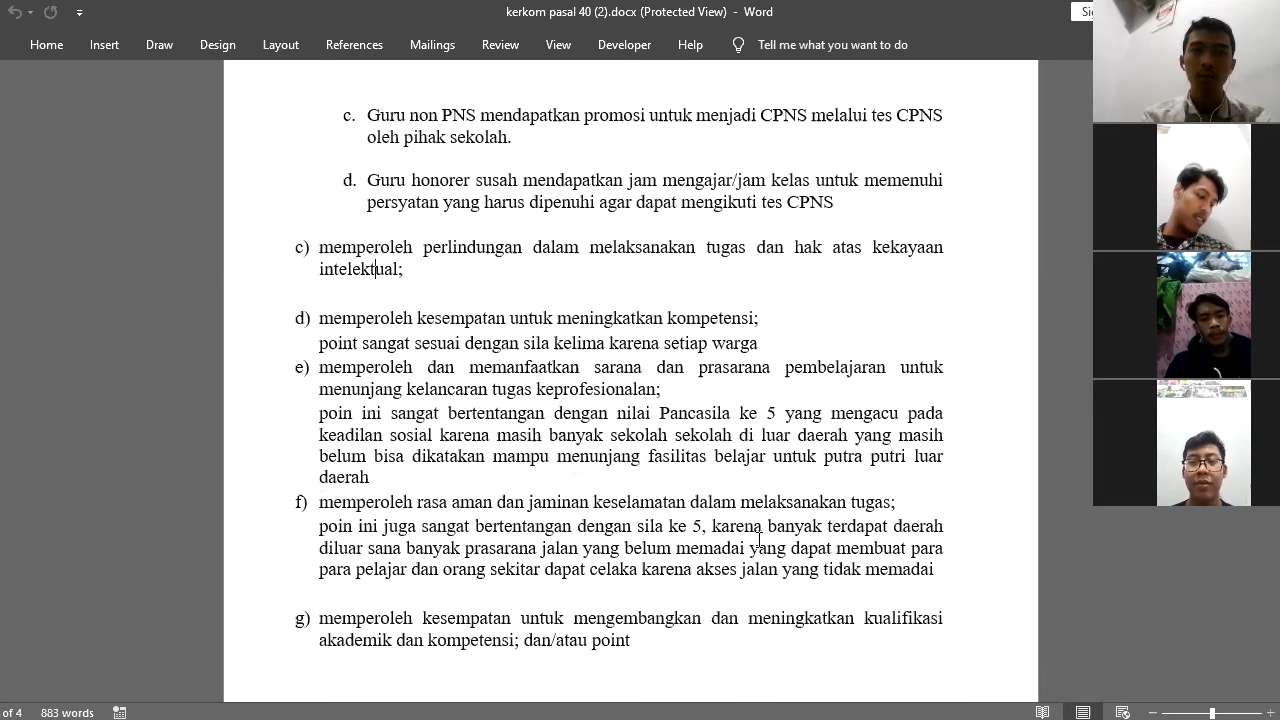 kerkom pasal 40 (2).docx (Protected View) - Word
Home Insert Draw Design Layout References Mailings Review View Developer Help Tell me what you want to do
c. Guru non PNS mendapatkan promosi untuk menjadi CPNS melalui tes CPNS
oleh pihak sekolah.
d. Guru honorer susah mendapatkan jam mengajar/jam kelas untuk memenuhi
persyatan yang harus dipenuhi agar dapat mengikuti tes CPNS
c) memperoleh perlindungan dalam melaksanakan tugas dan hak atas kekayaan
intelektual;
d) memperoleh kesempatan untuk meningkatkan kompetensi;
point sangat sesuai dengan sila kelima karena setiap warga
e) memperoleh dan memanfaatkan sarana dan prasarana pembelajaran untuk
menunjang kelancaran tugas keprofesionalan;
poin ini sangat bertentangan dengan nilai Pancasila ke 5 yang mengacu pada
keadilan sosial karena masih banyak sekolah sekolah di luar daerah yang masih
belum bisa dikatakan mampu menunjang fasilitas belajar untuk putra putri luar
daerah
f) memperoleh rasa aman dan jaminan keselamatan dalam melaksanakan tugas;
poin ini juga sangat bertentangan dengan sila ke 5, karena banyak terdapat daerah
diluar sana banyak prasarana jalan yang belum memadai yang dapat membuat para
para pelajar dan orang sekitar dapat celaka karena akses jalan yang tidak memadai
g) memperoleh kesempatan untuk mengembangkan dan meningkatkan kualifikasi
akademik dan kompetensi; dan/atau point
of 4 883 words